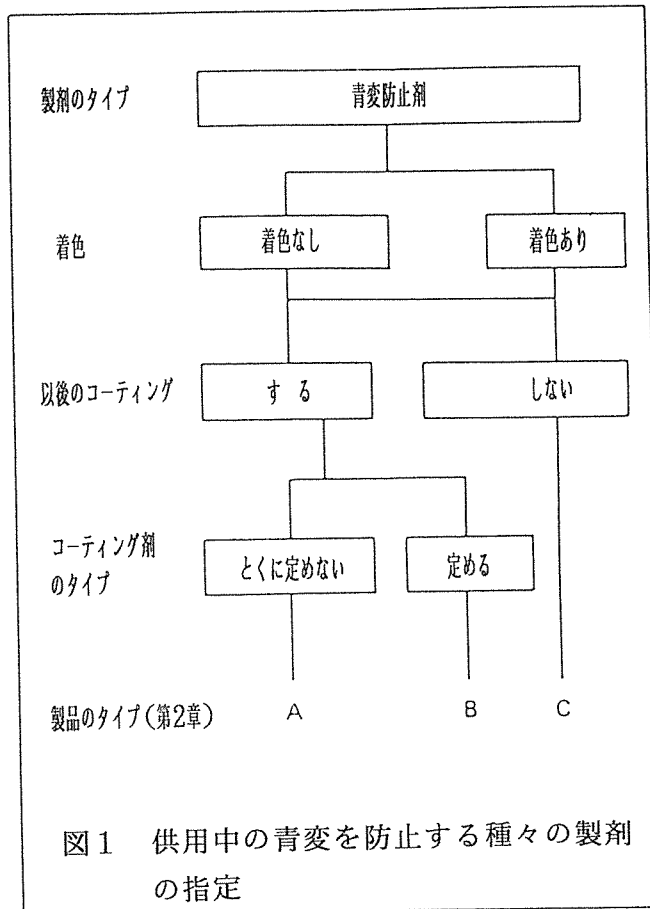 製剤のタイプ
青変防止剤
着色
着色なし
着色あり
以後のコーティング
する
しない
コーティング剤
のタイプ
とくに定めない
定める
製品のタイプ(第2章)
A
B
C
図1 供用中の青変を防止する種々の製剤
の指定